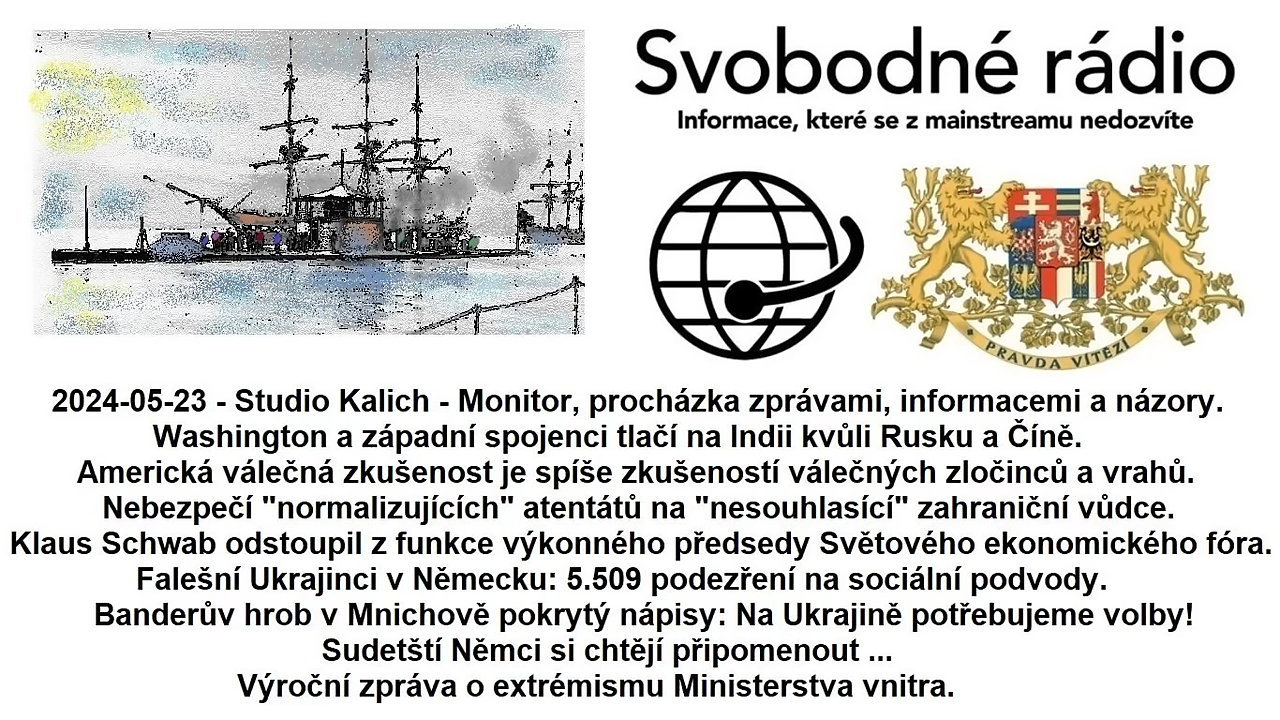 Svobodné rádio
Informace, které se z mainstreamu nedozvíte
PRAVDA VÍTĚZÍ
2024-05-23 - Studio Kalich - Monitor, procházka zprávami, informacemi a názory.
Washington a západní spojenci tlačí na Indii kvůli Rusku a Číně.
Americká válečná zkušenost je spíše zkušeností válečných zločinců a vrahů.
Nebezpečí "normalizujících" atentátů na "nesouhlasící" zahraniční vůdce.
Klaus Schwab odstoupil z funkce výkonného předsedy Světového ekonomického fóra.
Falešní Ukrajinci v Německu: 5.509 podezření na sociální podvody.
Banderův hrob v Mnichově pokrytý nápisy: Na Ukrajině potřebujeme volby!
Sudetští Němci si chtějí připomenout ...
Výroční zpráva o extrémismu Ministerstva vnitra.